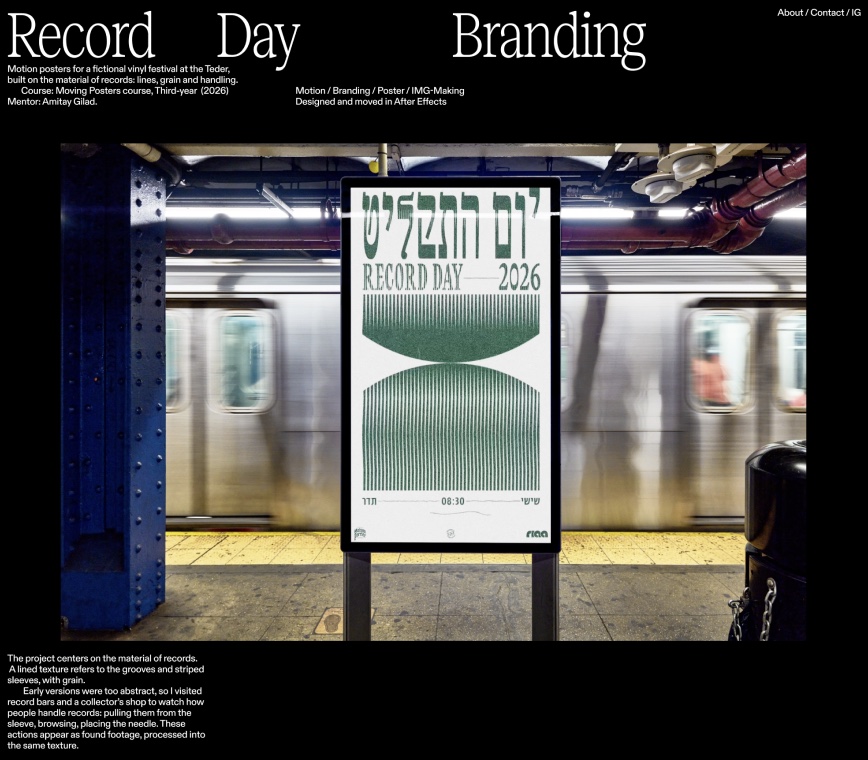 Record Day Branding
About / Contact / IG
Motion posters for a fictional vinyl festival at the Teder,
built on the material of records: lines, grain and handling.
Course: Moving Posters course, Third-year (2026)
Mentor: Amitay Gilad.
Motion / Branding / Poster / IMG-Making
Designed and moved in After Effects
יום התקליט
RECORD DAY 2026
שישי 08:30 תדר
The project centers on the material of records.
A lined texture refers to the grooves and striped
sleeves, with grain.
Early versions were too abstract, so I visited
record bars and a collector's shop to watch how
people handle records: pulling them from the
sleeve, browsing, placing the needle. These
actions appear as found footage, processed into
the same texture.